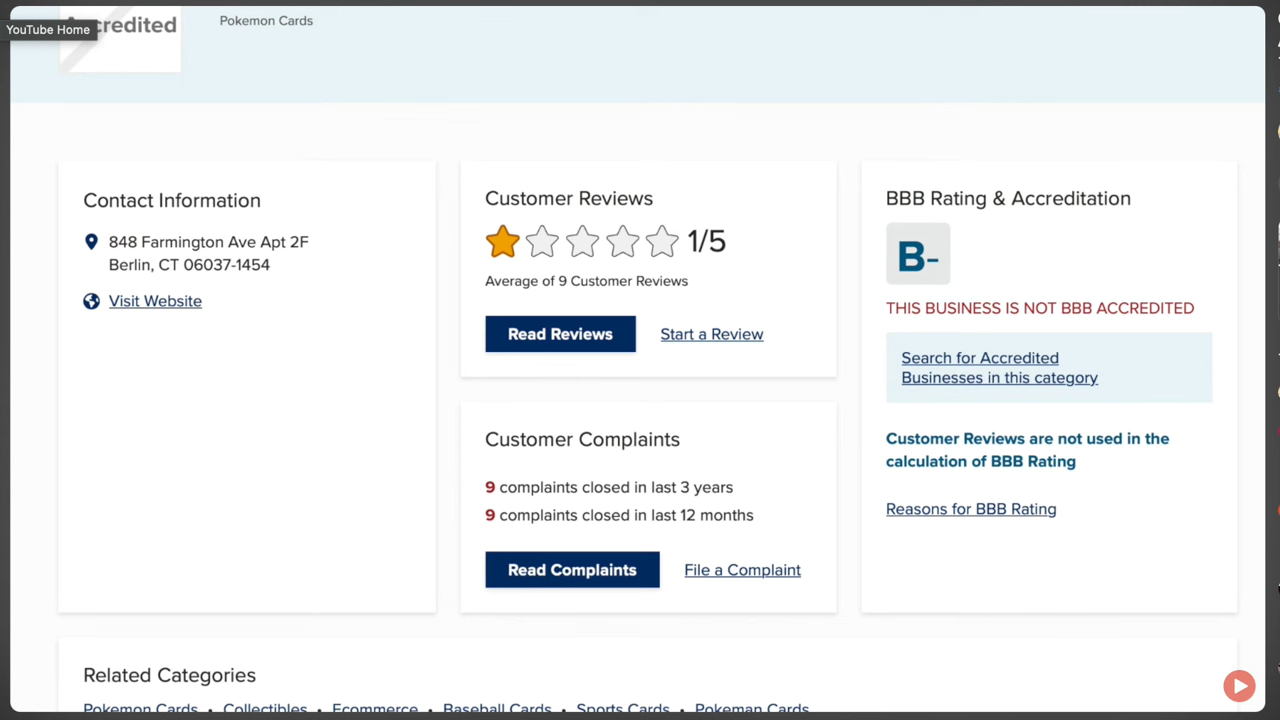 Accredited
Pokemon Cards
YouTube Home
Contact Information
848 Farmington Ave Apt 2F
Berlin, CT 06037-1454
Visit Website
Customer Reviews
1/5
Average of 9 Customer Reviews
Read Reviews
Start a Review
Customer Complaints
9 complaints closed in last 3 years
9 complaints closed in last 12 months
Read Complaints
File a Complaint
BBB Rating & Accreditation
B-
THIS BUSINESS IS NOT BBB ACCREDITED
Search for Accredited
Businesses in this category
Customer Reviews are not used in the
calculation of BBB Rating
Reasons for BBB Rating
Related Categories
Pokemon Cards • Collectibles • Ecommerce • Baseball Cards • Sports Cards • Pokeman Cards